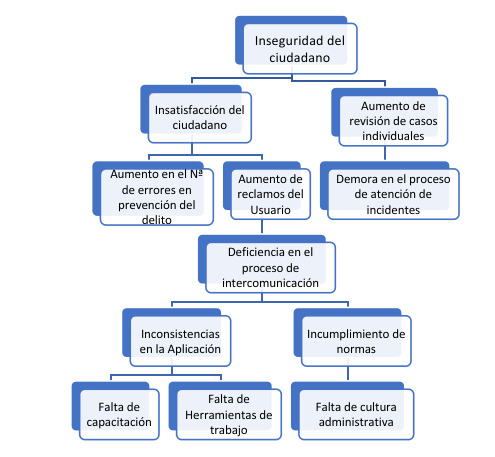 Inseguridad del
ciudadano
Insatisfacción del
ciudadano
Aumento de
revisión de casos
individuales
Aumento en el Nª
de errores en
prevención del
delito
Aumento de
reclamos del
Usuario
Demora en el proceso
de atención de
incidentes
Deficiencia en el
proceso de
intercomunicación
Inconsistencias
en la Aplicación
Incumplimiento de
normas
Falta de
capacitación
Falta de
Herramientas de
trabajo
Falta de cultura
administrativa